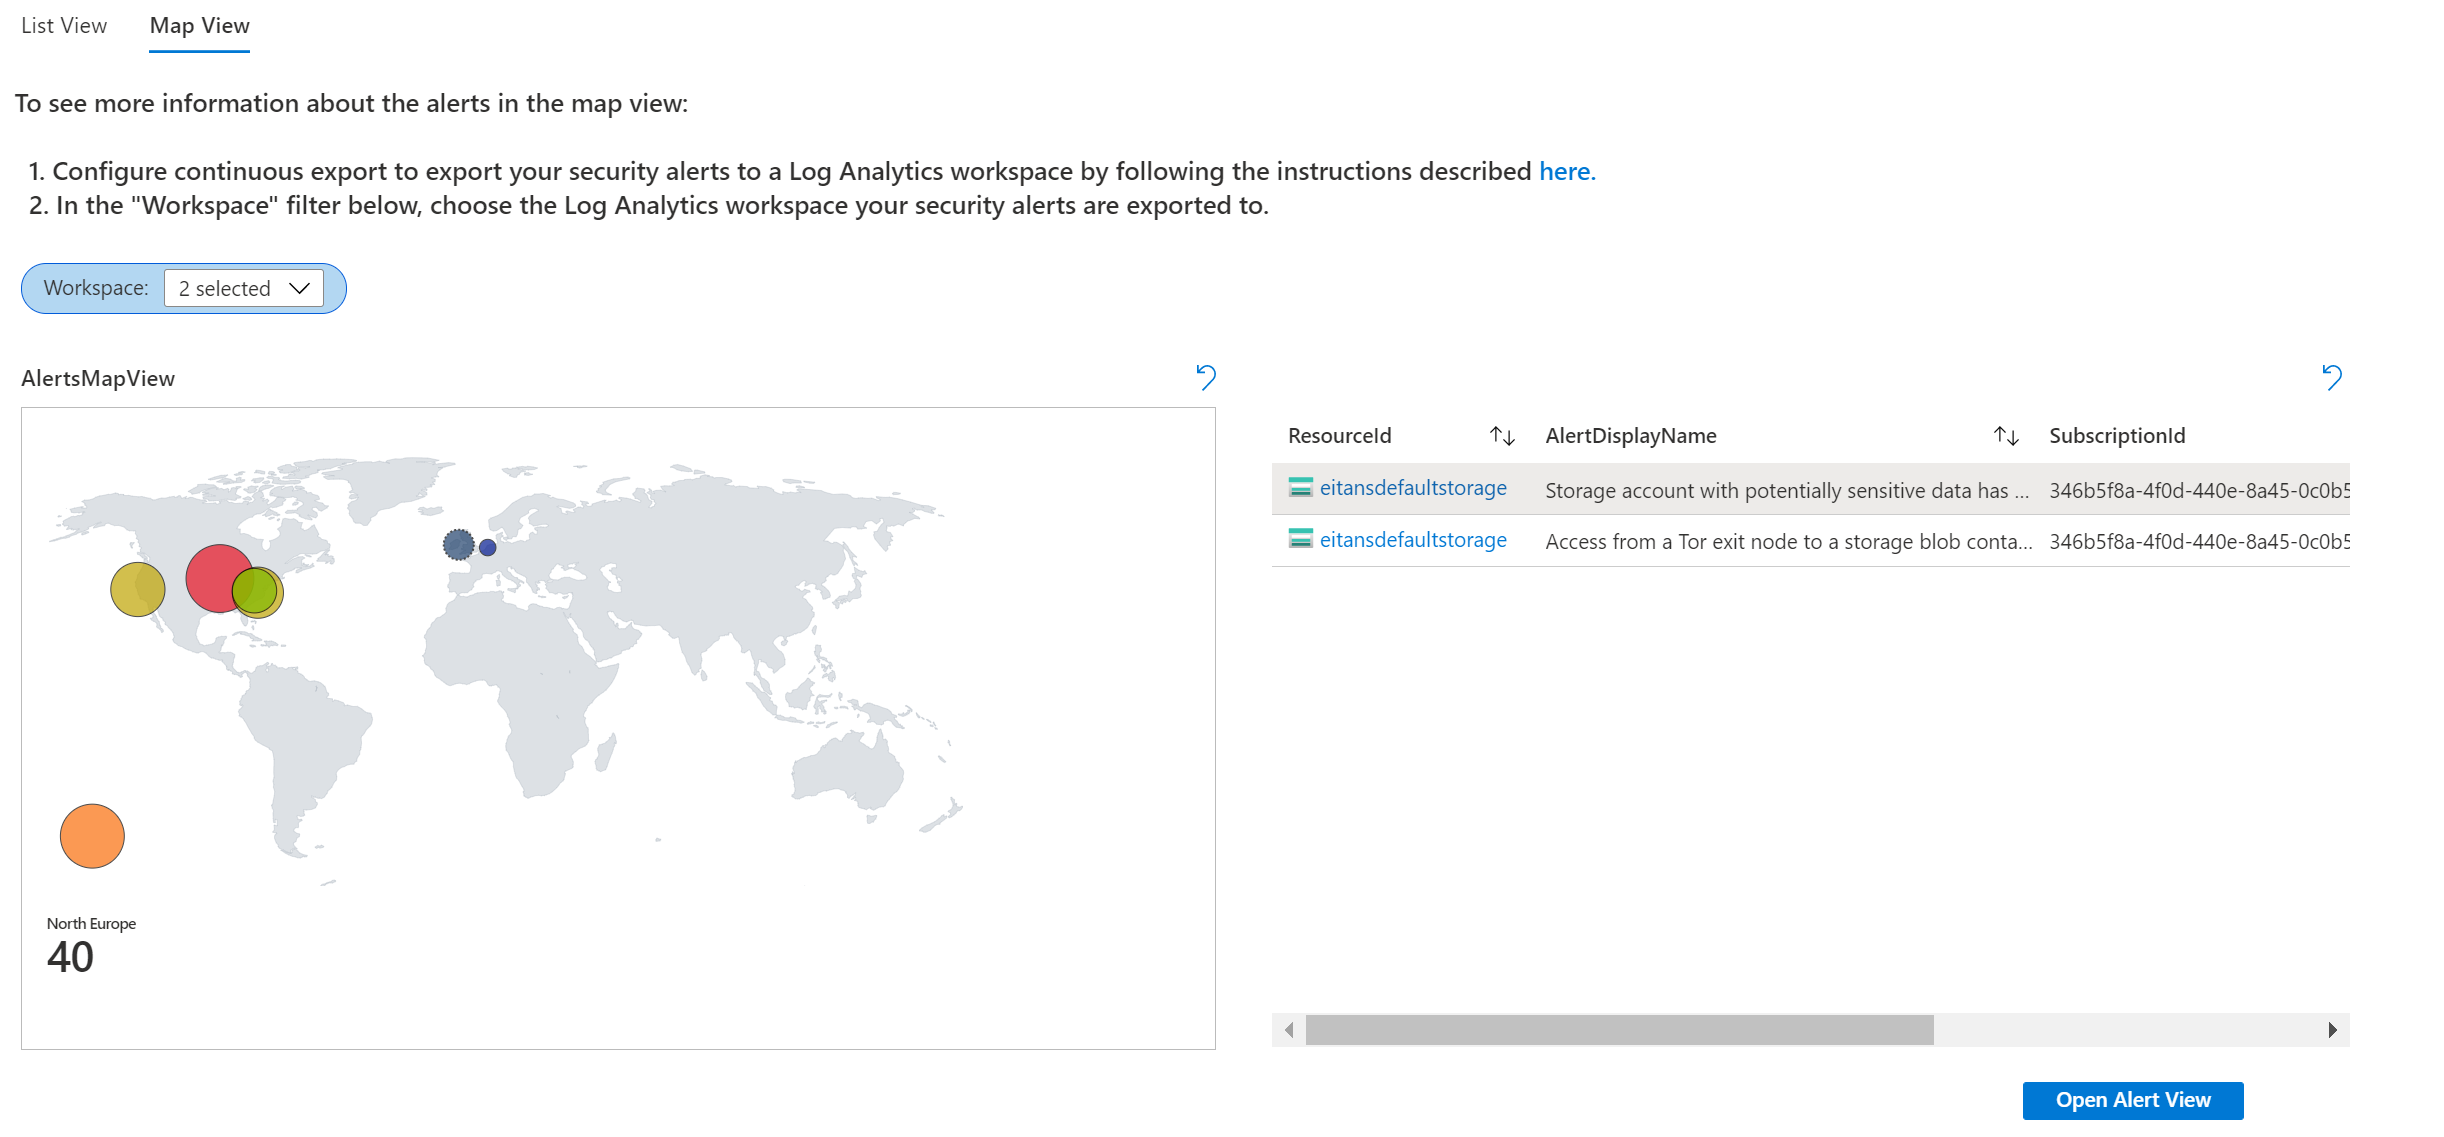 List View
Map View
To see more information about the alerts in the map view:
1. Configure continuous export to export your security alerts to a Log Analytics workspace by following the instructions described here.
2. In the "Workspace" filter below, choose the Log Analytics workspace your security alerts are exported to.
Workspace: 2 selected
AlertsMapView
North Europe
40
ResourceId AlertDisplayName SubscriptionId
eitansdefaultstorage Storage account with potentially sensitive data has ... 346b5f8a-4f0d-440e-8a45-0c0b5
eitansdefaultstorage Access from a Tor exit node to a storage blob conta... 346b5f8a-4f0d-440e-8a45-0c0b5
Open Alert View